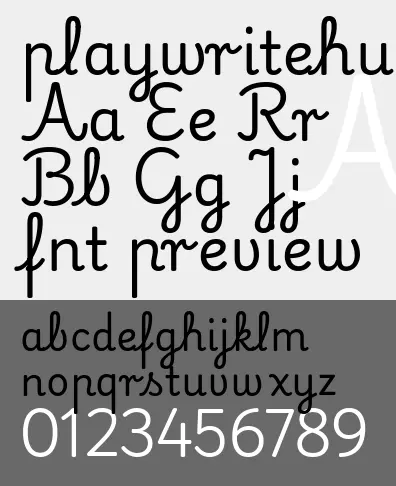 playwritehu
Aa Ee Rr
A
Bb Gg Jj
fnt preview
abcdefghijklm
nopqrstuvwxyz
0123456789